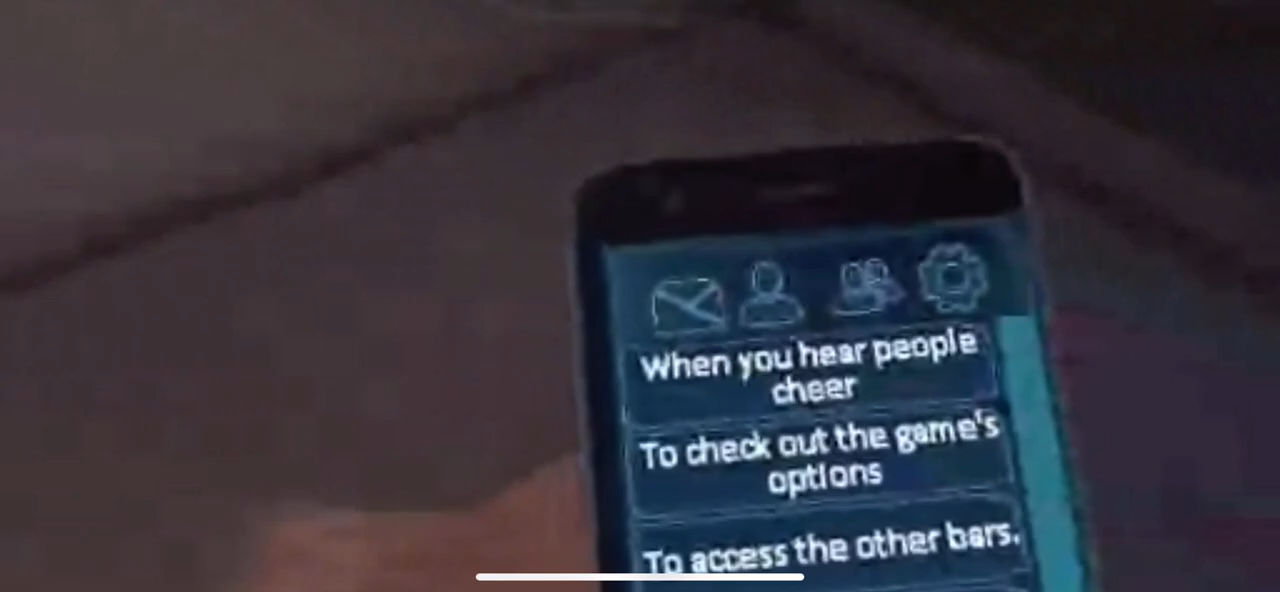 When you hear people
cheer
To check out the game's
options
To access the other bars.